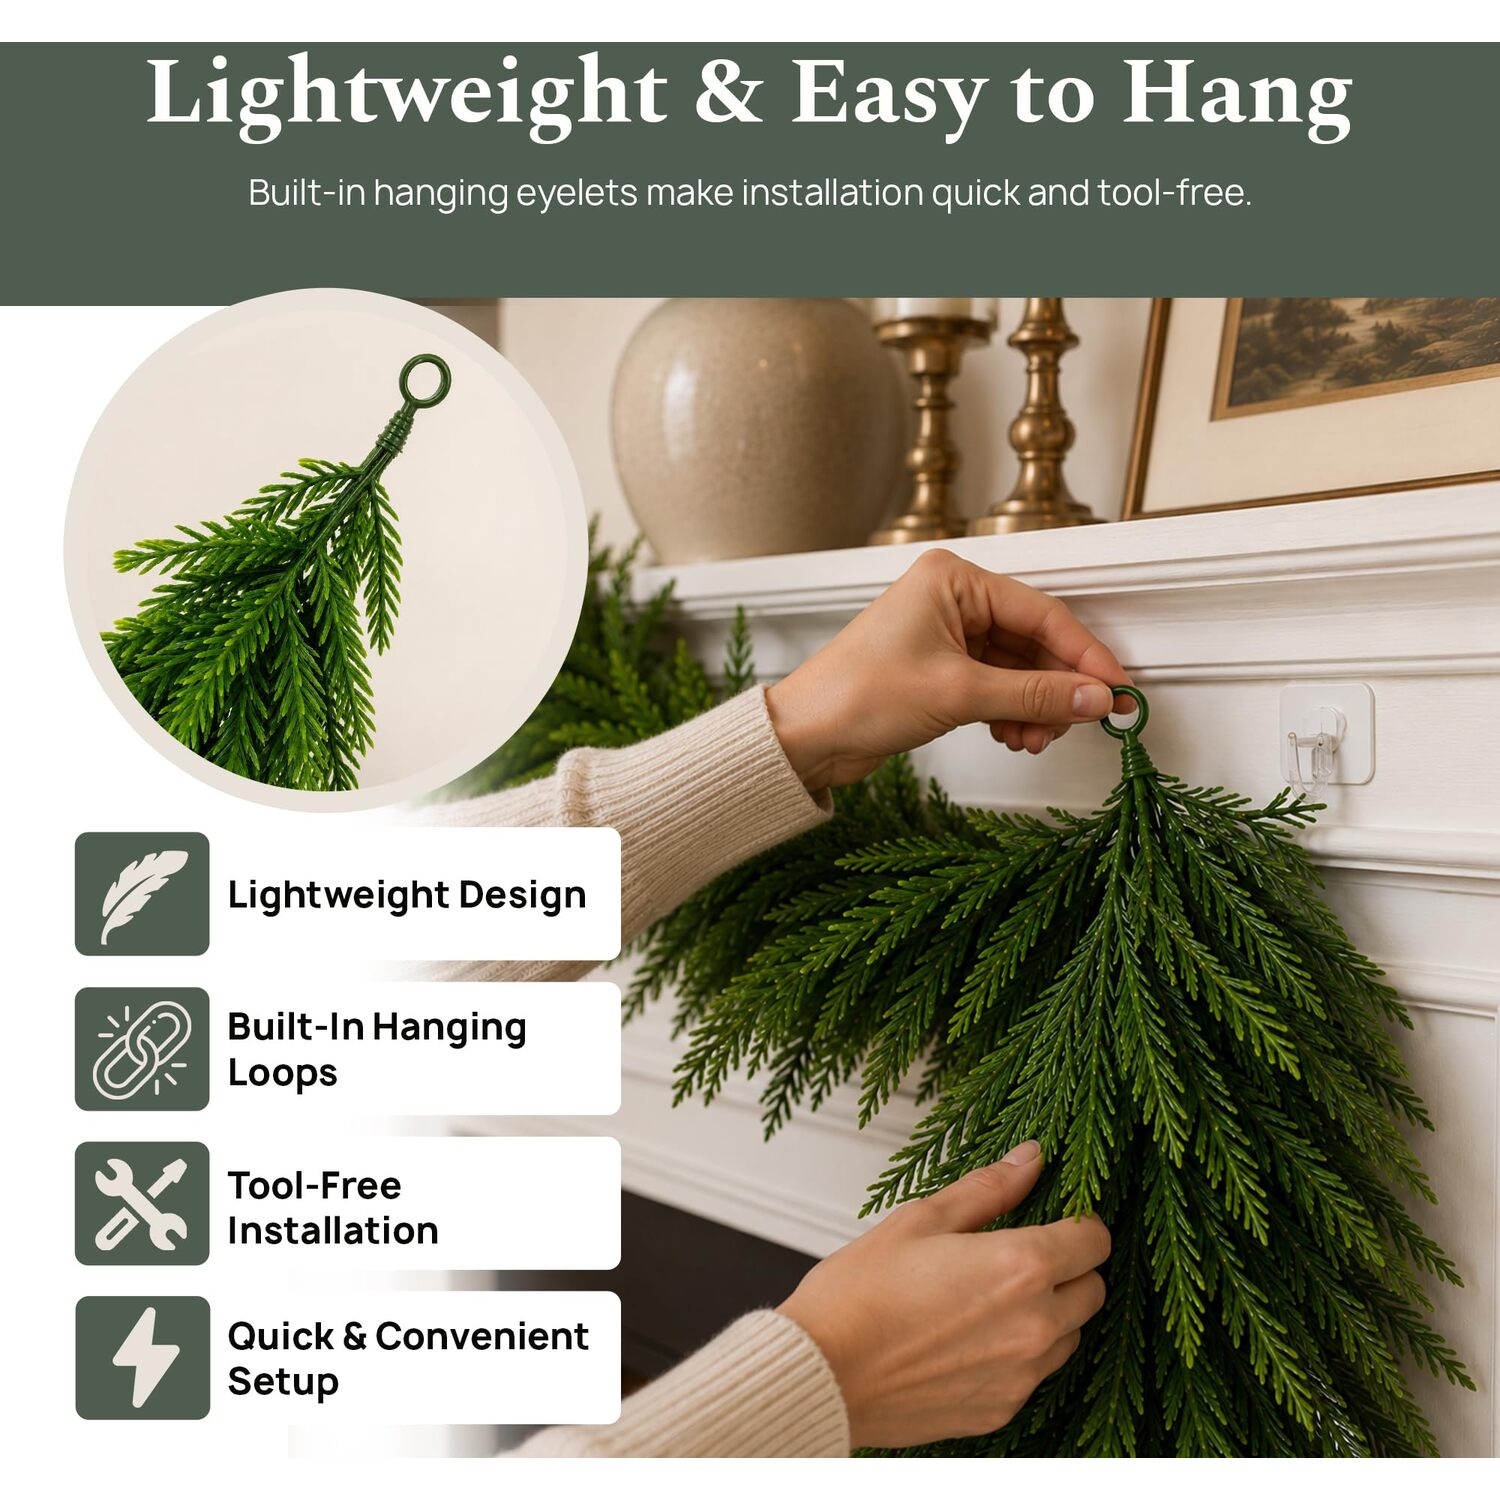 Lightweight & Easy to Hang
Built-in hanging eyelets make installation quick and tool-free.
Lightweight Design
Built-In Hanging
Loops
Tool-Free
Installation
Quick & Convenient
Setup